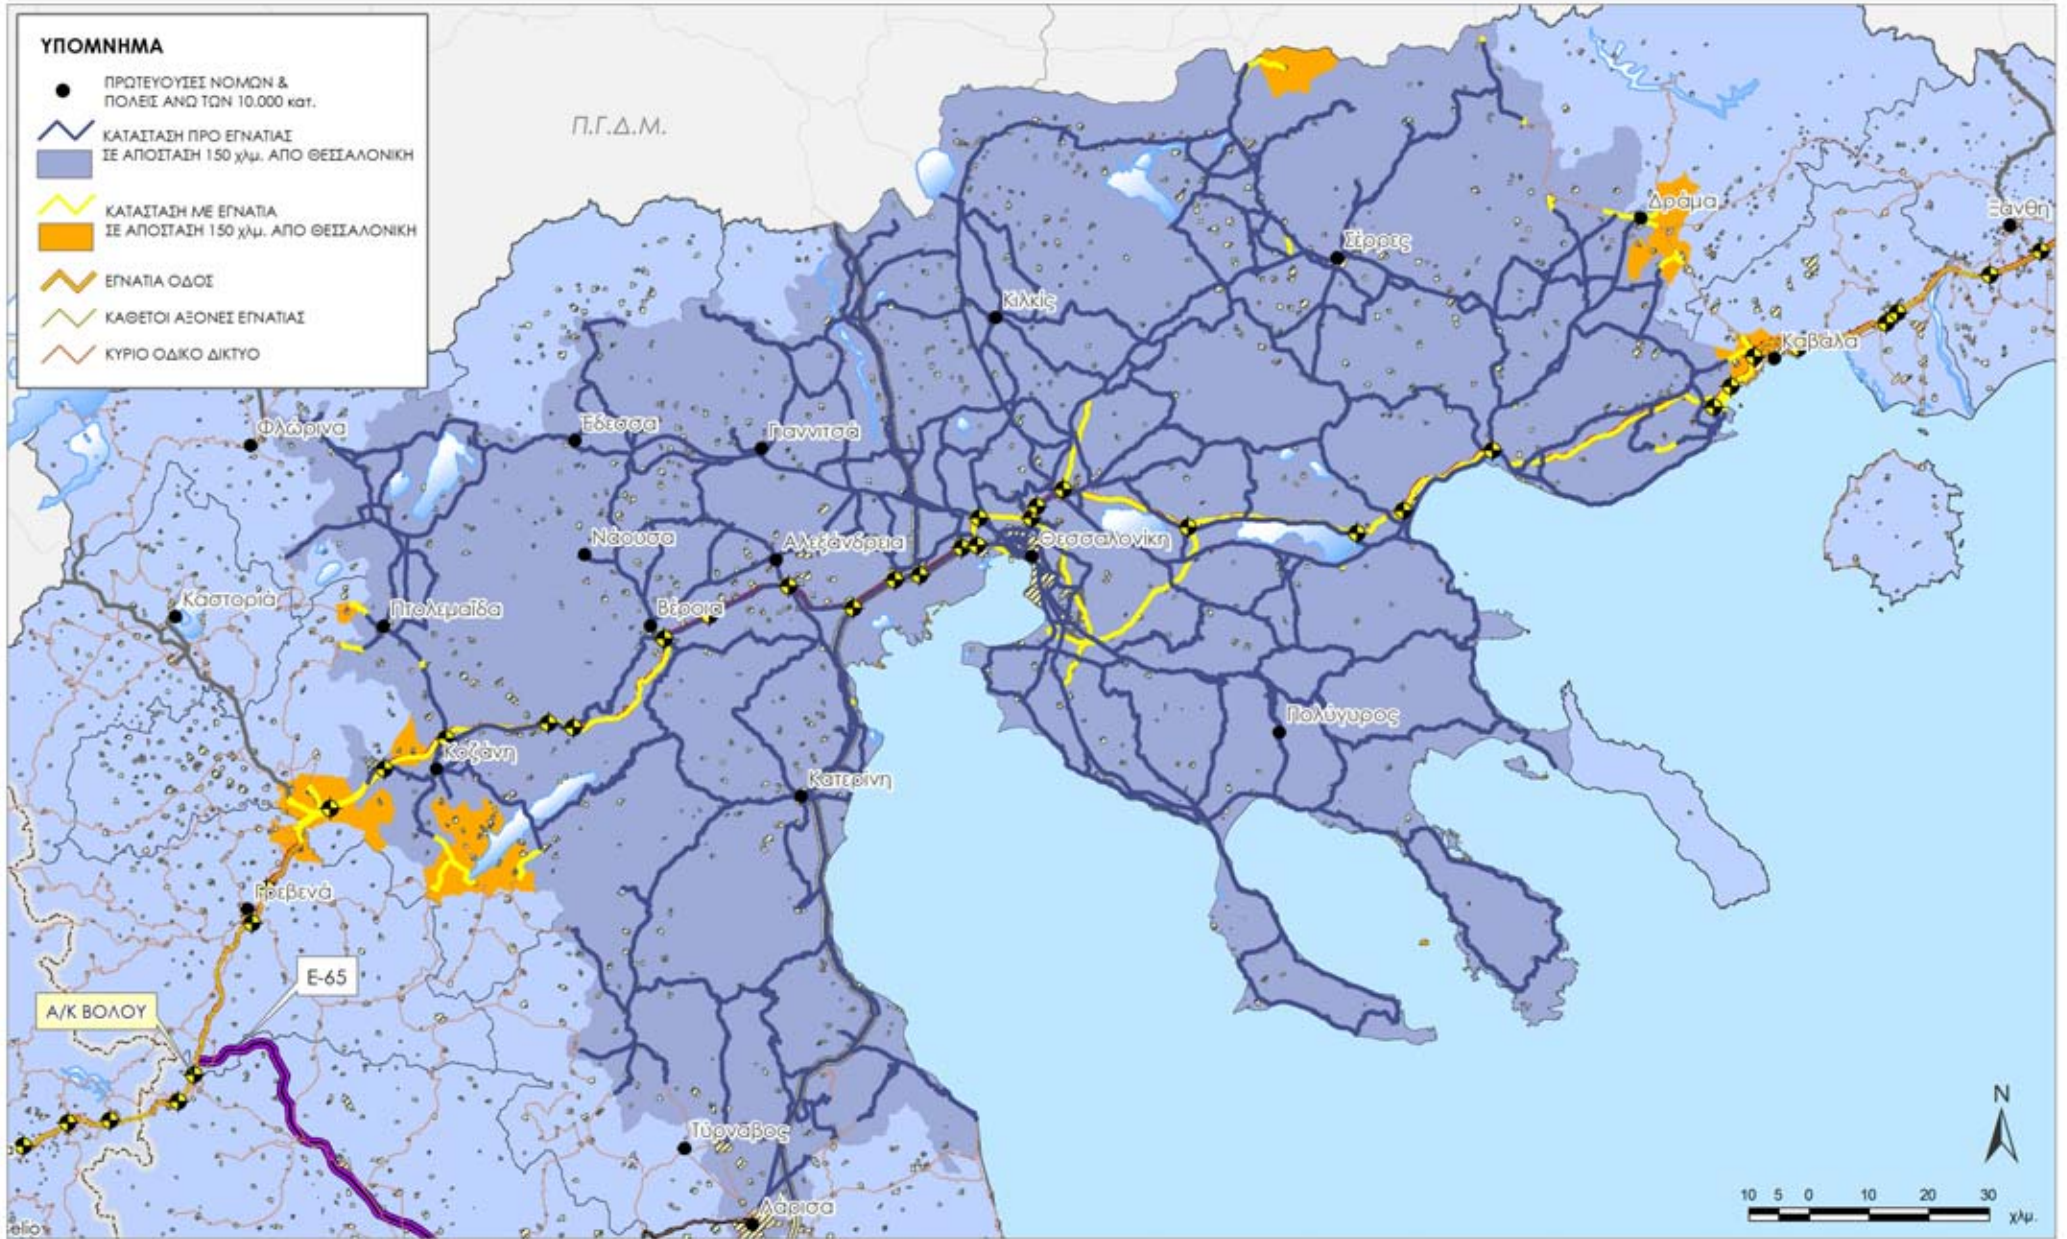 ΥΠΟΜΝΗΜΑ
ΠΡΩΤΕΥΟΥΣΕΣ ΝΟΜΩΝ &
ΠΟΛΕΙΣ ΑΝΩ ΤΩΝ 10.000 κατ.
ΚΑΤΑΣΤΑΣΗ ΠΡΟ ΕΓΝΑΤΙΑΣ
ΣΕ ΑΠΟΣΤΑΣΗ 150 χλμ. ΑΠΟ ΘΕΣΣΑΛΟΝΙΚΗ
ΚΑΤΑΣΤΑΣΗ ΜΕ ΕΓΝΑΤΙΑ
ΣΕ ΑΠΟΣΤΑΣΗ 150 χλμ. ΑΠΟ ΘΕΣΣΑΛΟΝΙΚΗ
ΕΓΝΑΤΙΑ ΟΔΟΣ
ΚΑΘΕΤΟΙ ΑΞΟΝΕΣ ΕΓΝΑΤΙΑΣ
ΚΥΡΙΟ ΟΔΙΚΟ ΔΙΚΤΥΟ
Π.Γ.Δ.Μ.
Δράμα
Ξάνθη
Σέρρες
Κιλκίς
Καβάλα
Φλώρινα
Έδεσσα
Γιαννιτσά
Νάουσα
Αλεξάνδρεια
Θεσσαλονίκη
Καστοριά
Πτολεμαΐδα
Βέροια
Πολύγυρος
Κοζάνη
Κατερίνη
Γρεβενά
Ε-65
Α/Κ ΒΟΛΟΥ
Τύρναβος
Λάρισα
elio
N
10 5 0 10 20 30
χλμ.